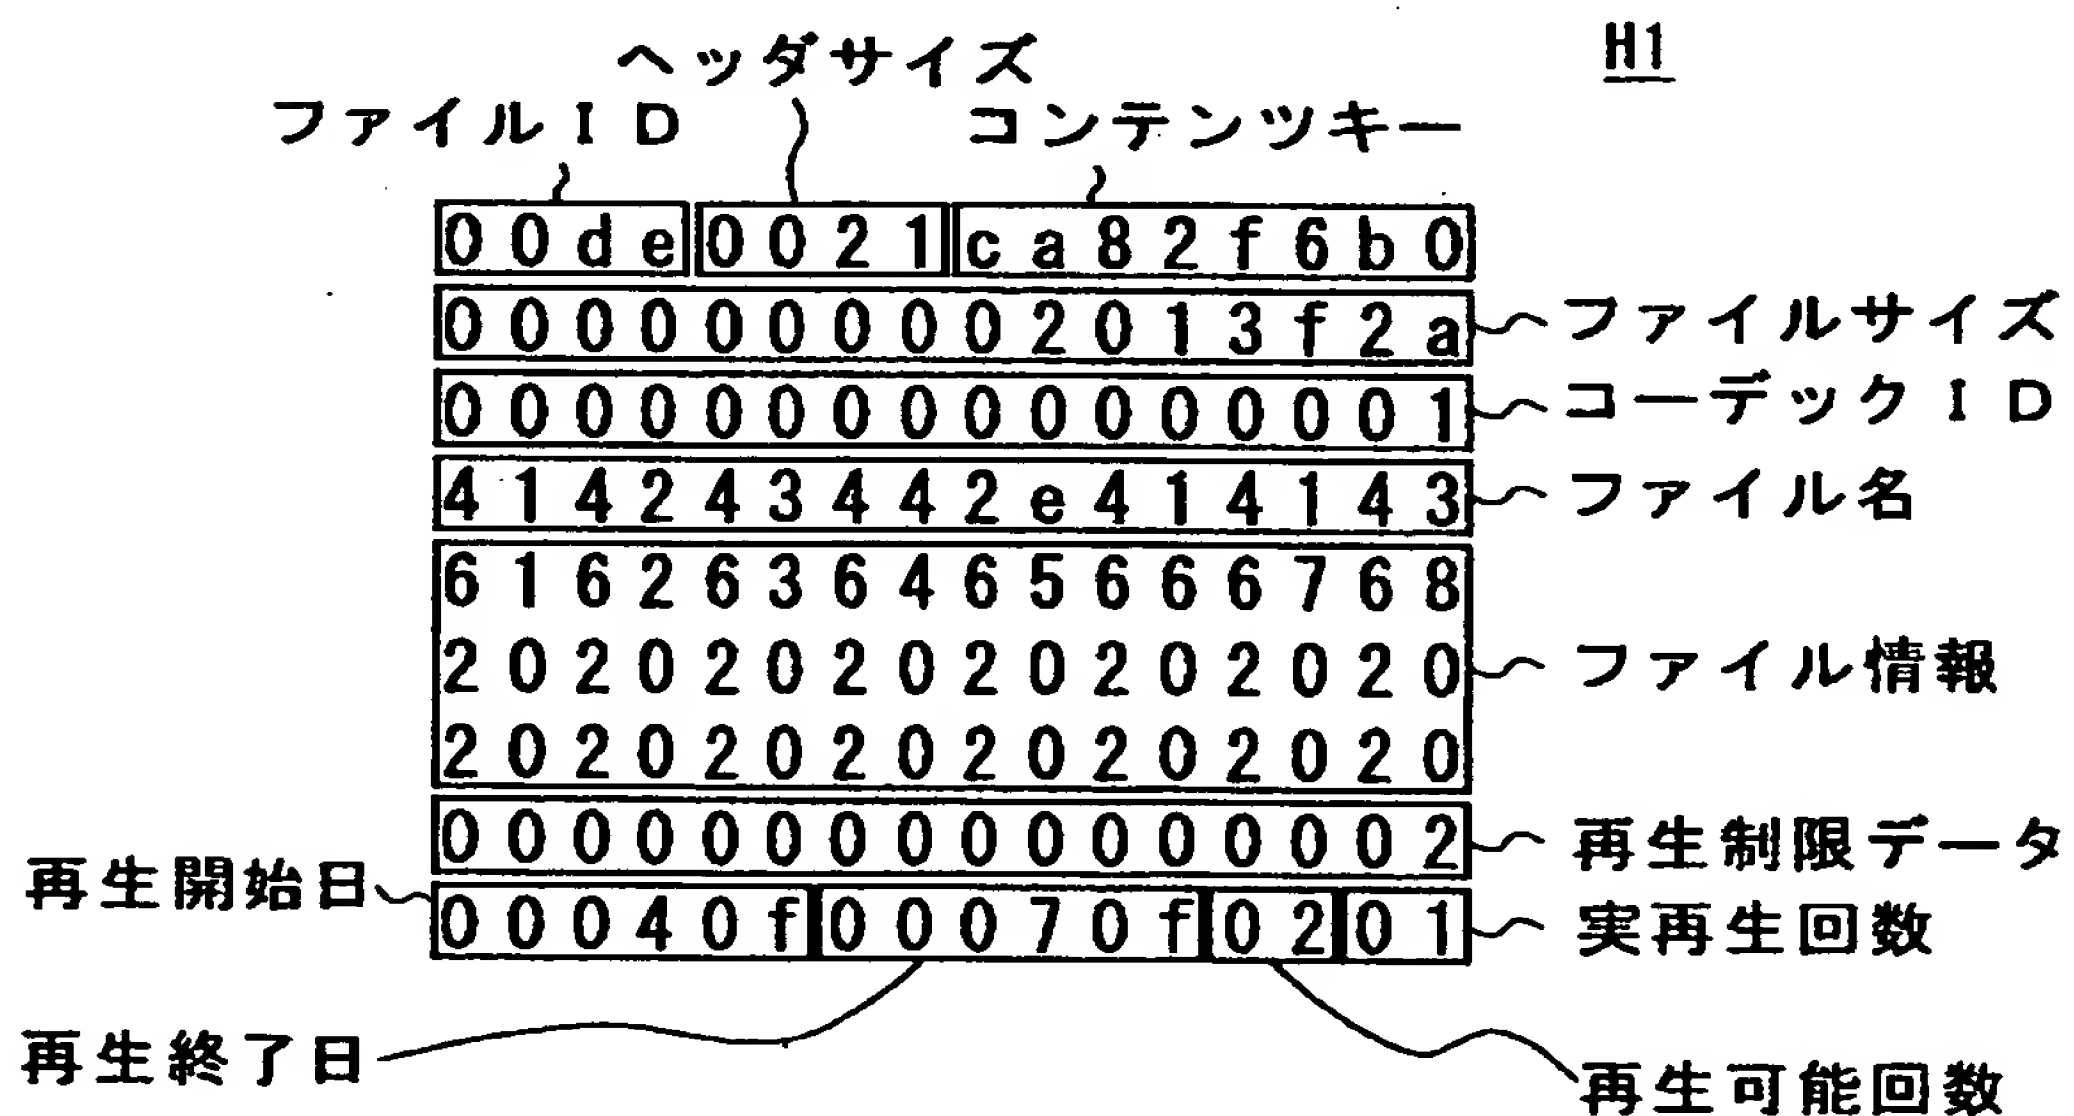 H1
ヘッダサイズ
ファイルID
コンテンツキー
00de 0021 ca82f6b0
000000002013f2a ファイルサイズ
0000000000000001 コーデックID
414243442e414143 ファイル名
6162636465666768
2020202020202020 ファイル情報
2020202020202020
0000000000000002 再生制限データ
再生開始日 00040f 00070f 02 01 実再生回数
再生終了日
再生可能回数